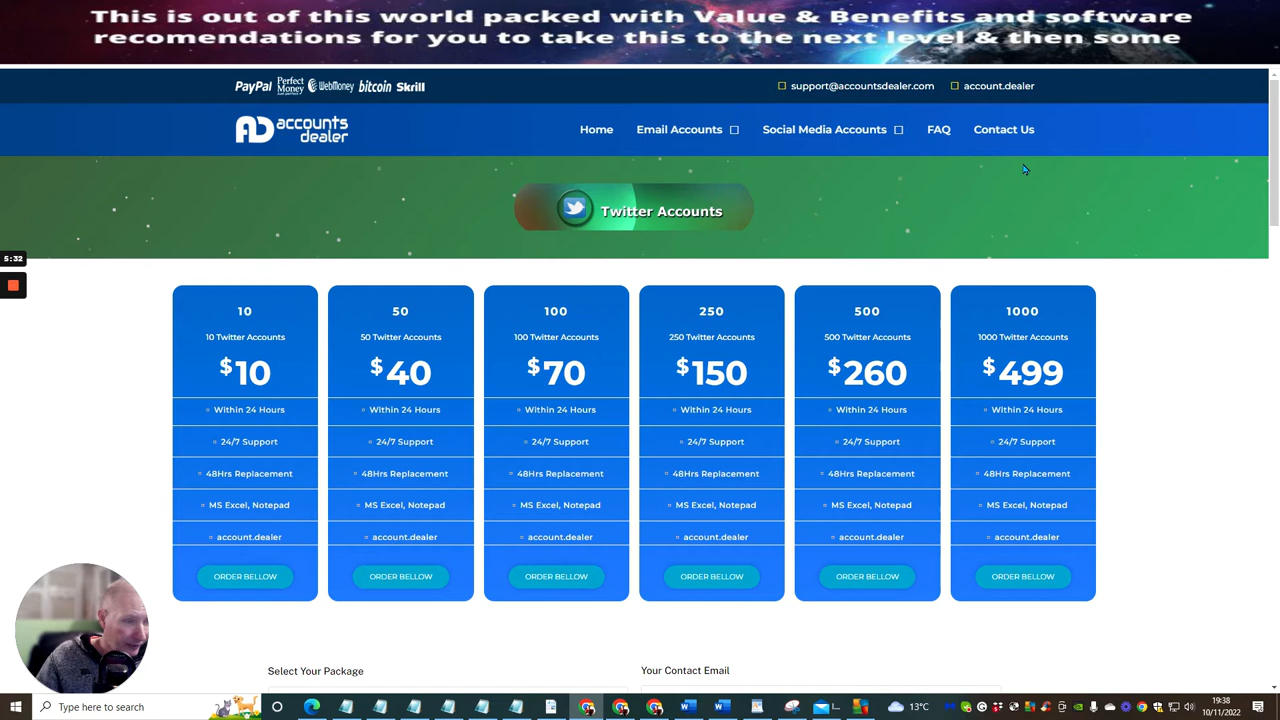 This is out of this world packed with Value & Benefits and software
recomendations for you to take this to the next level & then some
PayPal Perfect Money WebMoney bitcoin Skrill
support@accountsdealer.com account.dealer
AD accounts dealer
Home Email Accounts Social Media Accounts FAQ Contact Us
Twitter Accounts
5:32
10 50 100 250 500 1000
10 Twitter Accounts 50 Twitter Accounts 100 Twitter Accounts 250 Twitter Accounts 500 Twitter Accounts 1000 Twitter Accounts
$10 $40 $70 $150 $260 $499
Within 24 Hours Within 24 Hours Within 24 Hours Within 24 Hours Within 24 Hours Within 24 Hours
24/7 Support 24/7 Support 24/7 Support 24/7 Support 24/7 Support 24/7 Support
48Hrs Replacement 48Hrs Replacement 48Hrs Replacement 48Hrs Replacement 48Hrs Replacement 48Hrs Replacement
MS Excel, Notepad MS Excel, Notepad MS Excel, Notepad MS Excel, Notepad MS Excel, Notepad MS Excel, Notepad
account.dealer account.dealer account.dealer account.dealer account.dealer account.dealer
ORDER BELLOW ORDER BELLOW ORDER BELLOW ORDER BELLOW ORDER BELLOW ORDER BELLOW
Select Your Package Your Contact Email
Type here to search 13°C 19:38
10/11/2022